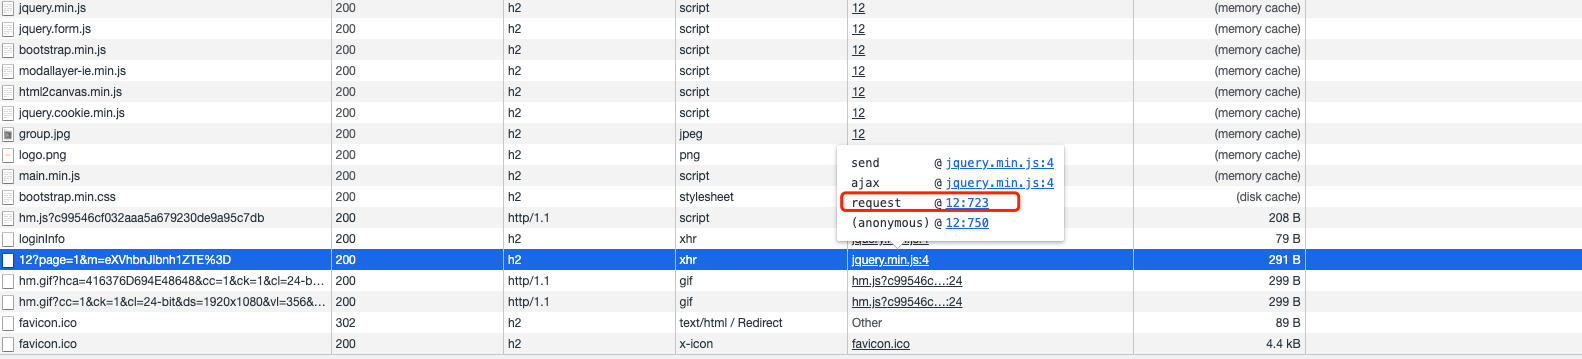 jquery.min.js 200 h2 script 12 (memory cache)
jquery.form.js 200 h2 script 12 (memory cache)
bootstrap.min.js 200 h2 script 12 (memory cache)
modallayer-ie.min.js 200 h2 script 12 (memory cache)
html2canvas.min.js 200 h2 script 12 (memory cache)
jquery.cookie.min.js 200 h2 script 12 (memory cache)
group.jpg 200 h2 jpeg 12 (memory cache)
logo.png 200 h2 png (memory cache)
main.min.js 200 h2 script (memory cache)
bootstrap.min.css 200 h2 stylesheet (disk cache)
hm.js?c99546cf032aaa5a679230de9a95c7db 200 http/1.1 script 208 B
loginInfo 200 h2 xhr jquery.min.js:4 79 B
12?page=1&m=eXVhbnJlbnh1ZTE%3D 200 h2 xhr jquery.min.js:4 291 B
hm.gif?hca=416376D694E48648&cc=1&ck=1&cl=24-b... 200 http/1.1 gif hm.js?c99546c...:24 299 B
hm.gif?cc=1&ck=1&cl=24-bit&ds=1920x1080&vl=356&... 200 http/1.1 gif hm.js?c99546c...:24 299 B
favicon.ico 302 h2 text/html / Redirect Other 89 B
favicon.ico 200 h2 x-icon favicon.ico 4.4 kB
send @ jquery.min.js:4
ajax @ jquery.min.js:4
request @ 12:723
(anonymous) @ 12:750